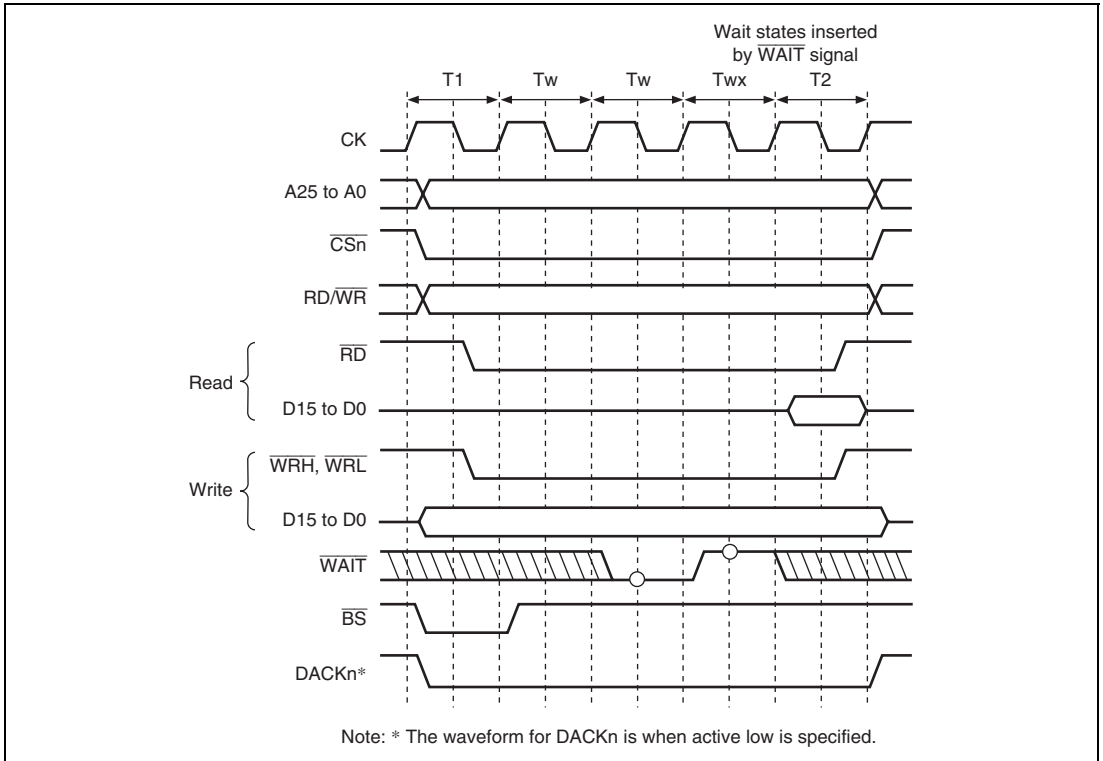 Wait states inserted
by WAIT signal
T1 Tw Tw Twx T2
CK
A25 to A0
CSn
RD/WR
Read
RD
D15 to D0
Write
WRH, WRL
D15 to D0
WAIT
BS
DACKn*
Note: * The waveform for DACKn is when active low is specified.